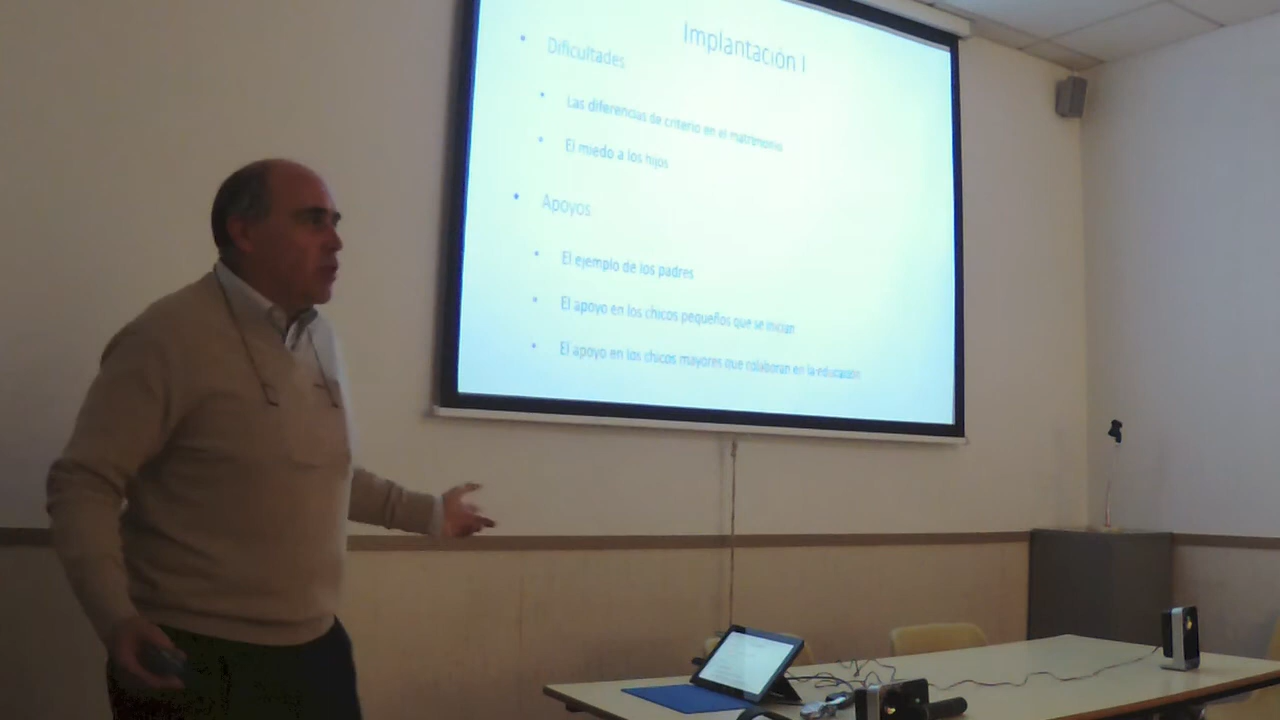 Implantación I
Dificultades
Las diferencias de criterio en el matrimonio
El miedo a los hijos
Apoyos
El ejemplo de los padres
El apoyo en los chicos pequeños que se inician
El apoyo en los chicos mayores que colaboran en la educación